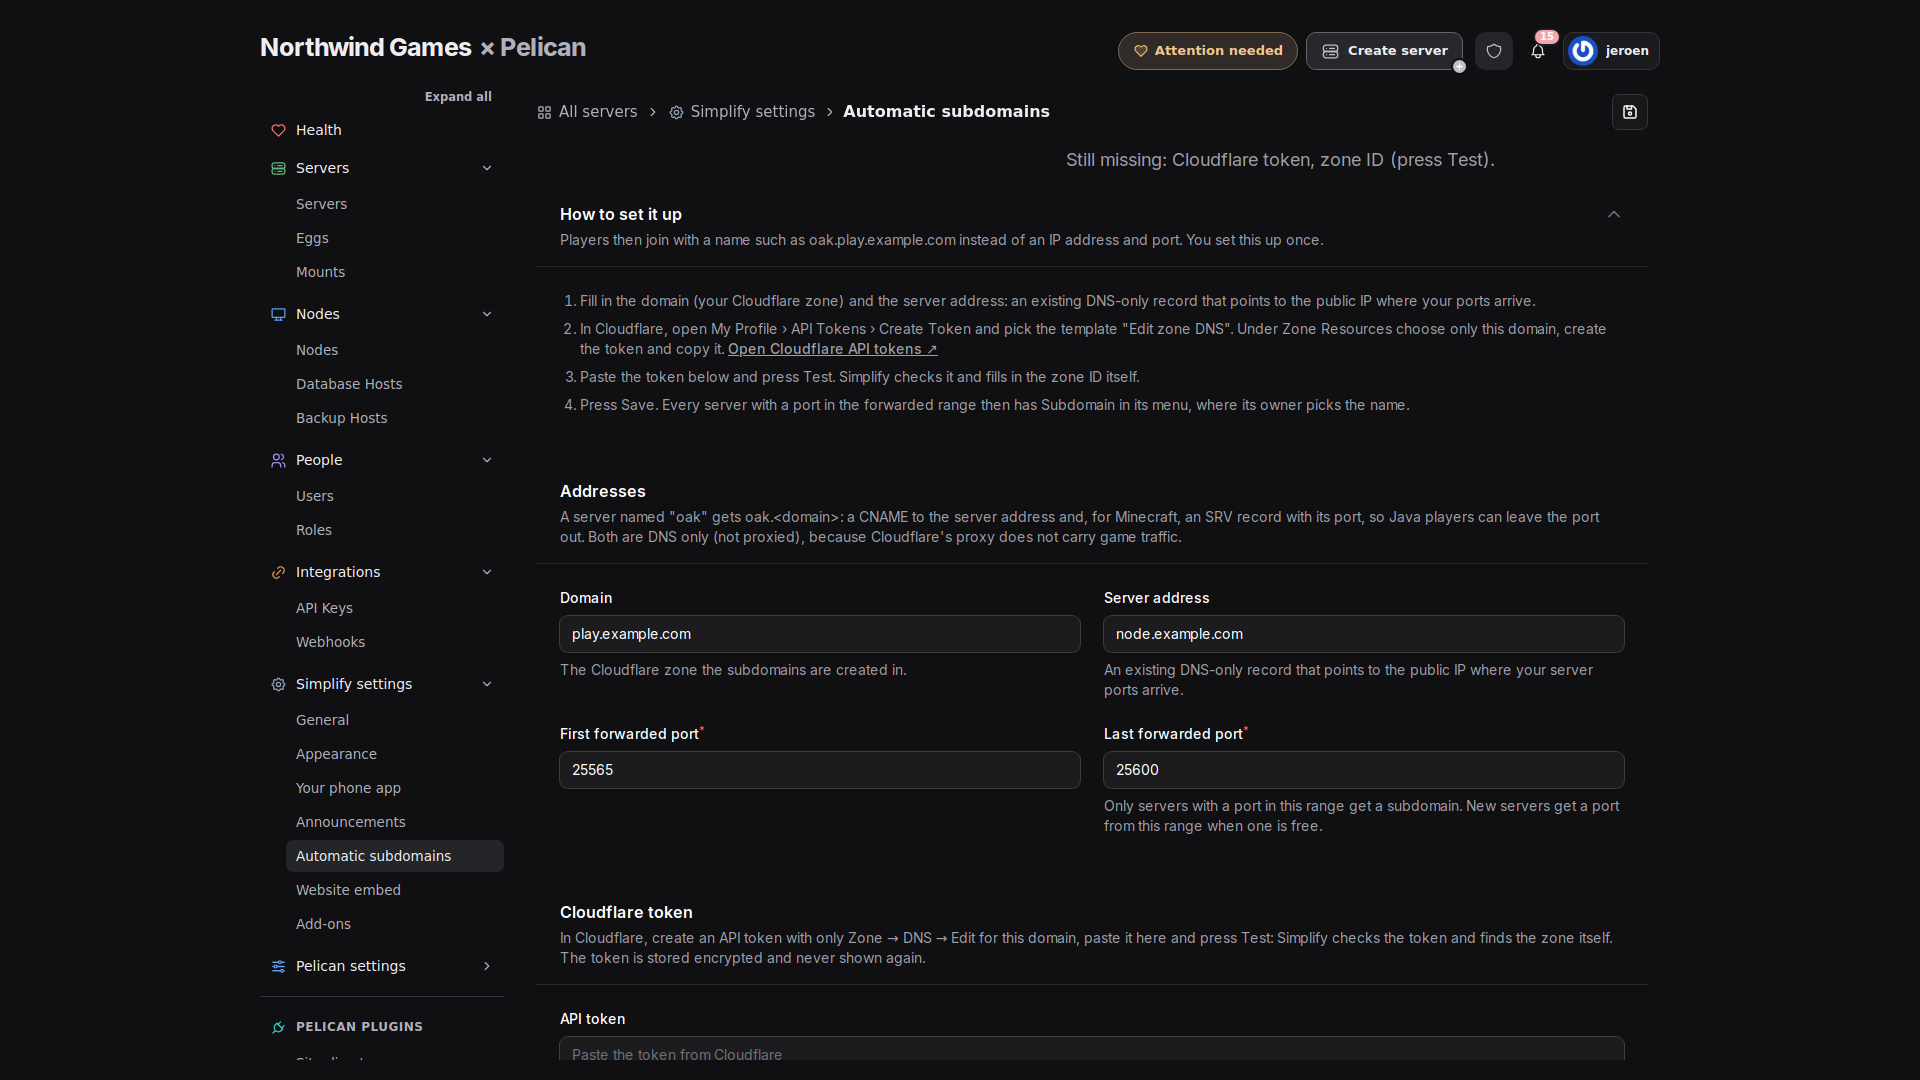 Northwind Games × Pelican
Attention needed
Create server
15
jeroen
Expand all
Health
Servers
Servers
Eggs
Mounts
Nodes
Nodes
Database Hosts
Backup Hosts
People
Users
Roles
Integrations
API Keys
Webhooks
Simplify settings
General
Appearance
Your phone app
Announcements
Automatic subdomains
Website embed
Add-ons
Pelican settings
PELICAN PLUGINS
All servers › Simplify settings › Automatic subdomains
Still missing: Cloudflare token, zone ID (press Test).
How to set it up
Players then join with a name such as oak.play.example.com instead of an IP address and port. You set this up once.
1. Fill in the domain (your Cloudflare zone) and the server address: an existing DNS-only record that points to the public IP where your ports arrive.
2. In Cloudflare, open My Profile › API Tokens › Create Token and pick the template "Edit zone DNS". Under Zone Resources choose only this domain, create
the token and copy it. Open Cloudflare API tokens ↗
3. Paste the token below and press Test. Simplify checks it and fills in the zone ID itself.
4. Press Save. Every server with a port in the forwarded range then has Subdomain in its menu, where its owner picks the name.
Addresses
A server named "oak" gets oak.<domain>: a CNAME to the server address and, for Minecraft, an SRV record with its port, so Java players can leave the port
out. Both are DNS only (not proxied), because Cloudflare's proxy does not carry game traffic.
Domain
play.example.com
The Cloudflare zone the subdomains are created in.
Server address
node.example.com
An existing DNS-only record that points to the public IP where your server
ports arrive.
First forwarded port*
25565
Last forwarded port*
25600
Only servers with a port in this range get a subdomain. New servers get a port
from this range when one is free.
Cloudflare token
In Cloudflare, create an API token with only Zone → DNS → Edit for this domain, paste it here and press Test: Simplify checks the token and finds the zone itself.
The token is stored encrypted and never shown again.
API token
Paste the token from Cloudflare